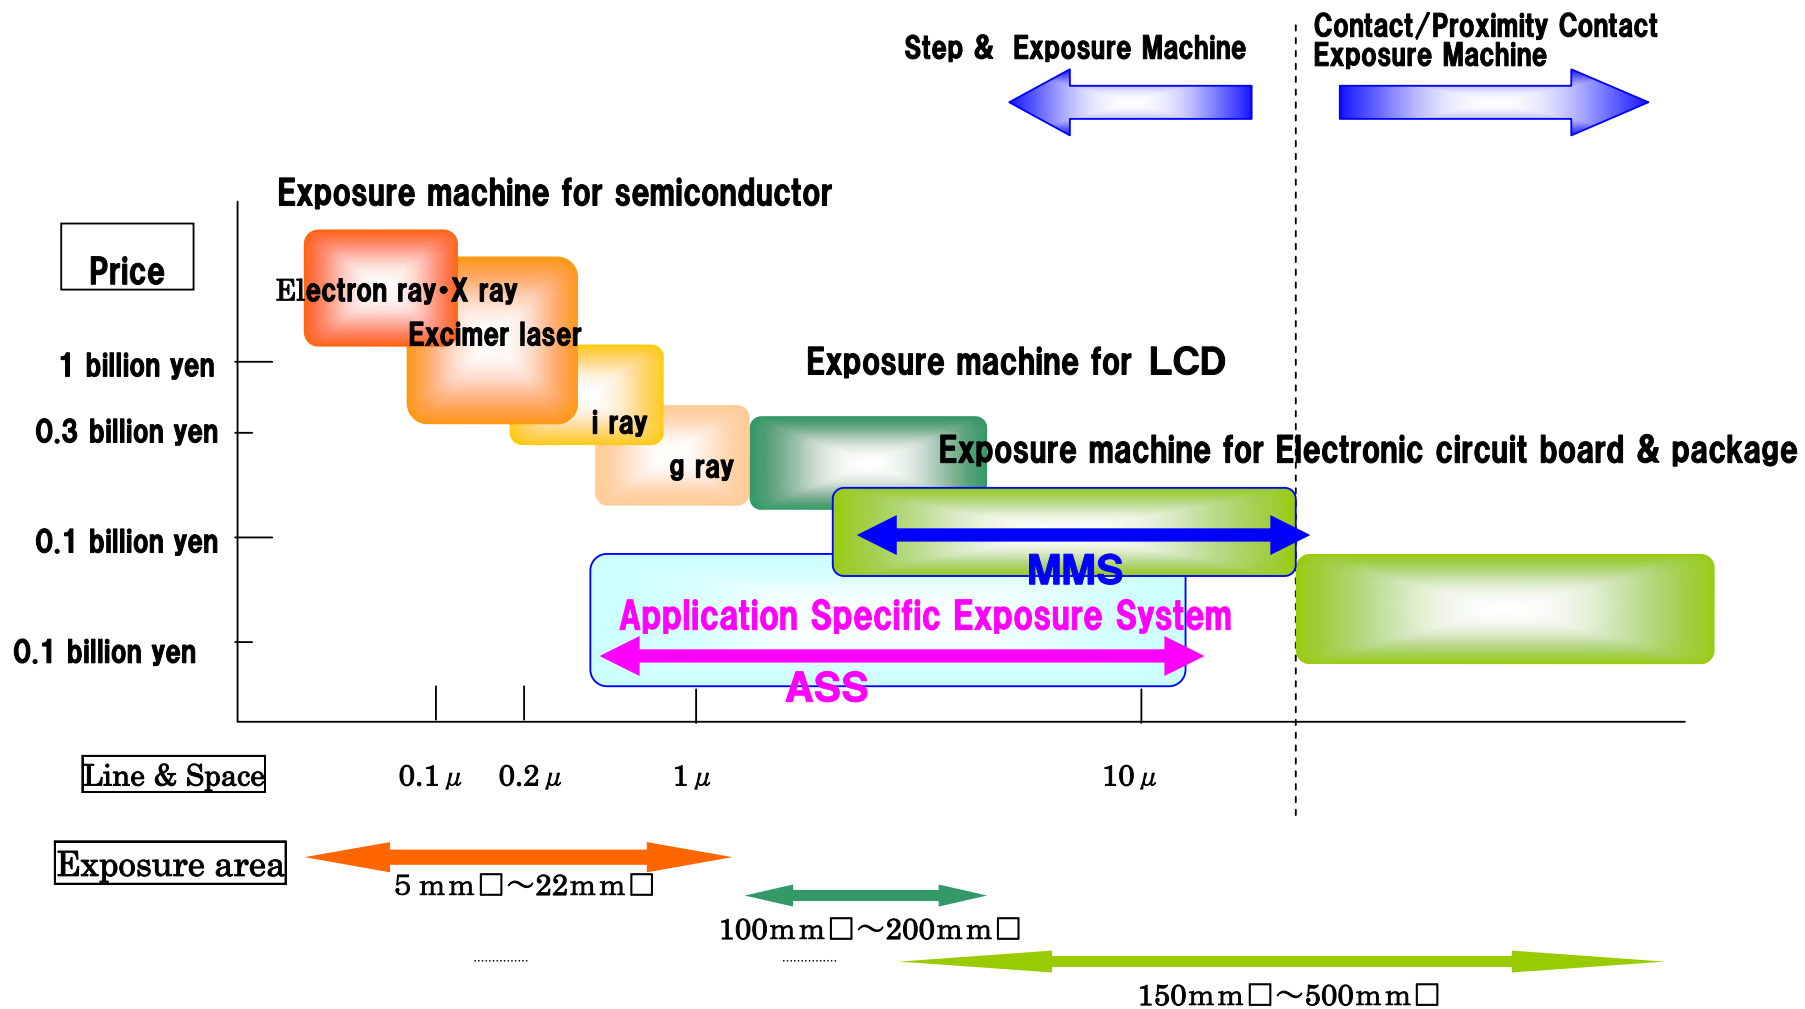 Step & Exposure Machine
Contact/Proximity Contact
Exposure Machine
Exposure machine for semiconductor
Price
Electron ray・X ray
Excimer laser
1 billion yen
Exposure machine for LCD
i ray
0.3 billion yen
Exposure machine for Electronic circuit board & package
g ray
0.1 billion yen
MMS
Application Specific Exposure System
0.1 billion yen
ASS
Line & Space
0.1μ
0.2μ
1μ
10μ
Exposure area
5mm□～22mm□
100mm□～200mm□
150mm□～500mm□